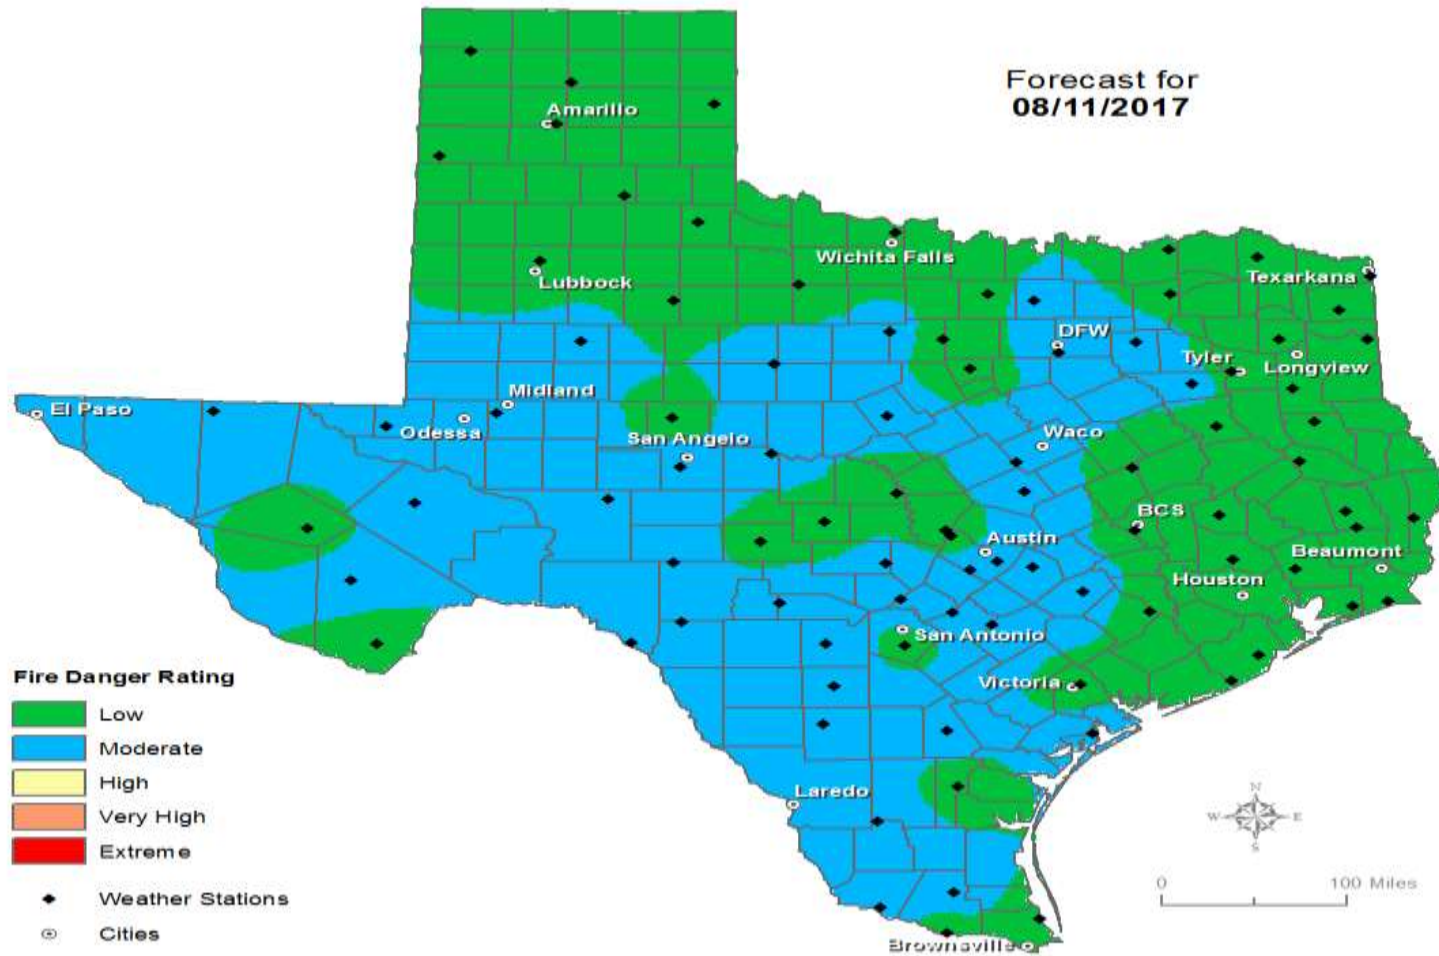 Forecast for
08/11/2017
Amarillo
Wichita Falls
Lubbock
Texarkana
DFW
Tyler
Longview
Midland
El Paso
Odessa
San Angelo
Waco
BCS
Austin
Beaumont
Houston
San Antonio
Victoria
Laredo
Brownsville
Fire Danger Rating
Low
Moderate
High
Very High
Extreme
Weather Stations
Cities
N
W E
S
0 100 Miles